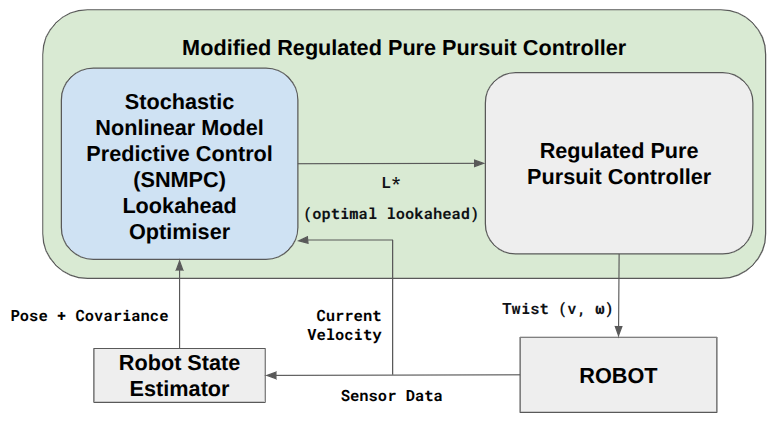 Modified Regulated Pure Pursuit Controller
Stochastic
Nonlinear Model
Predictive Control
(SNMPC)
Lookahead
Optimiser
L*
(optimal lookahead)
Regulated Pure
Pursuit Controller
Pose + Covariance
Current
Velocity
Twist (v, ω)
Robot State
Estimator
Sensor Data
ROBOT